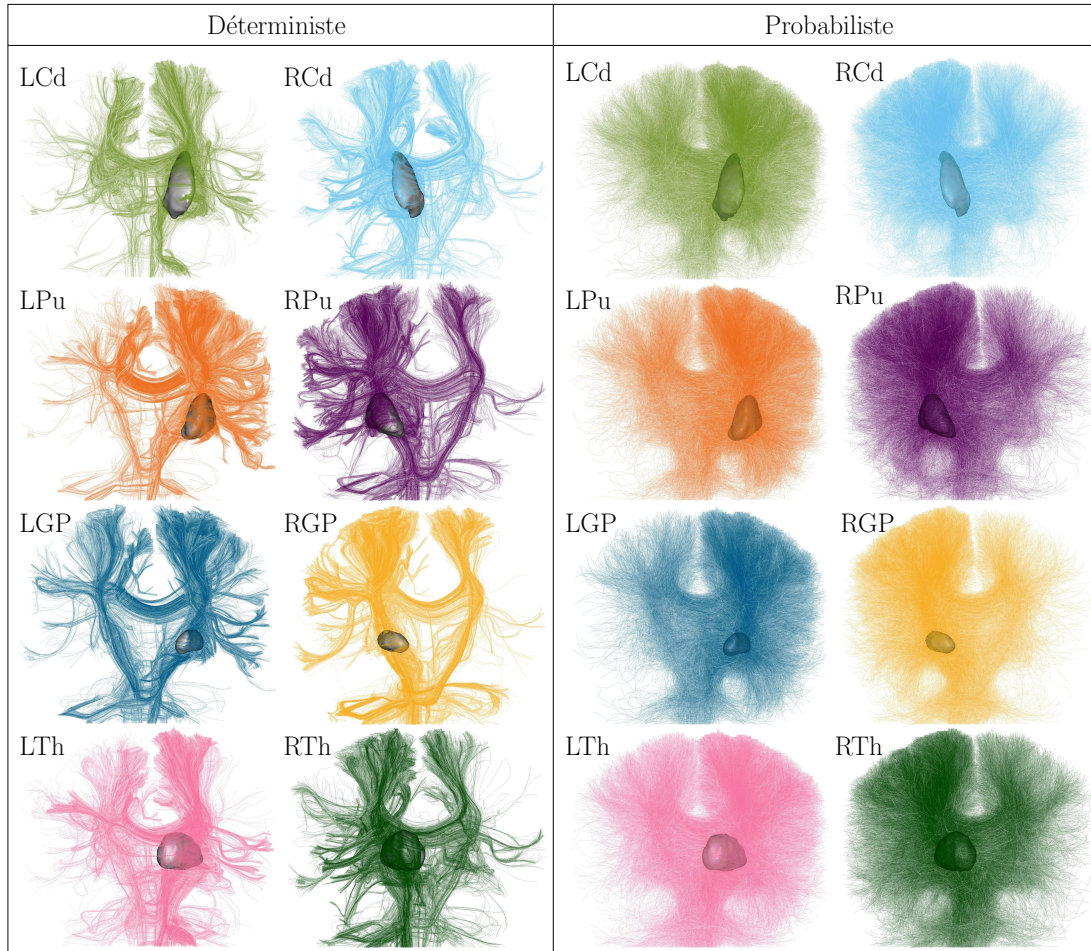 Déterministe Probabiliste
LCd RCd LCd RCd
LPu RPu LPu RPu
LGP RGP LGP RGP
LTh RTh LTh RTh